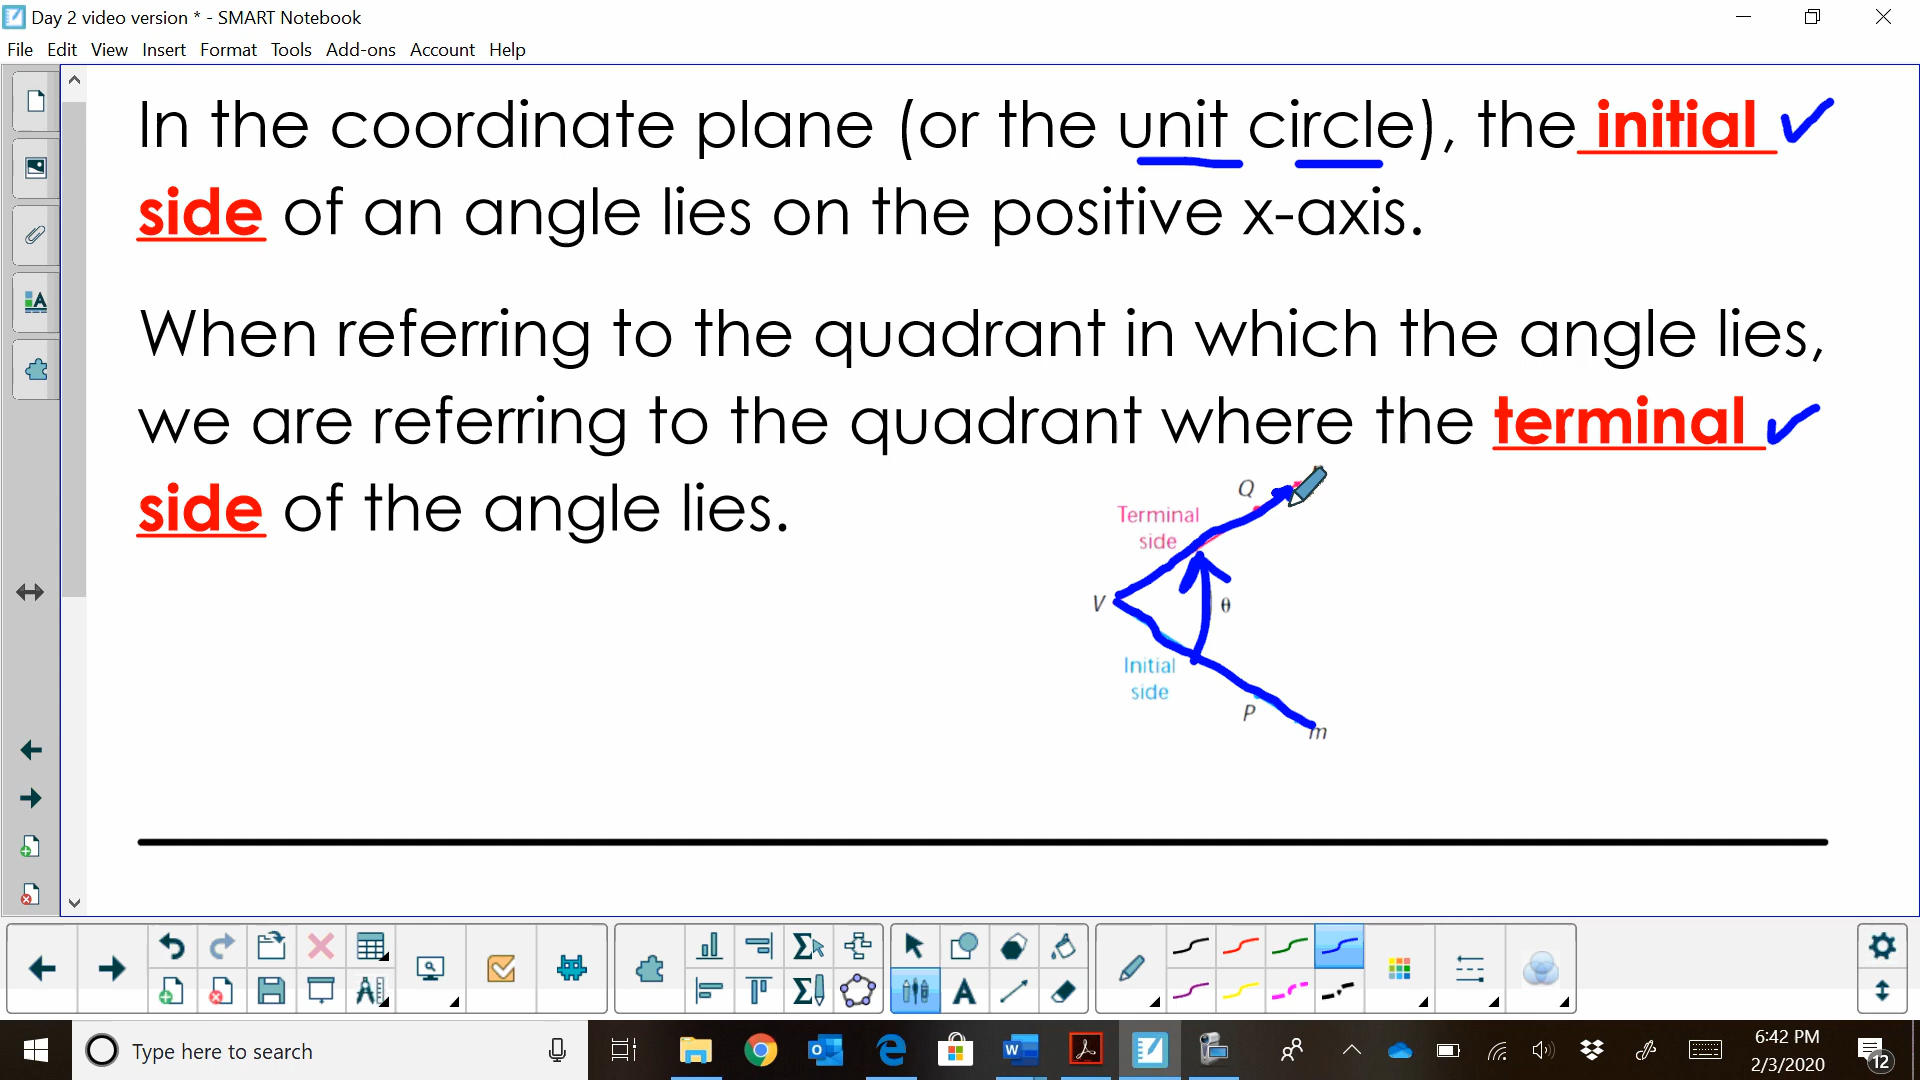 Day 2 video version * - SMART Notebook
File Edit View Insert Format Tools Add-ons Account Help
In the coordinate plane (or the unit circle), the initial
side of an angle lies on the positive x-axis.
When referring to the quadrant in which the angle lies,
we are referring to the quadrant where the terminal
side of the angle lies.
Q
Terminal
side
V
θ
Initial
side
P
m
Type here to search
6:42 PM
2/3/2020
12